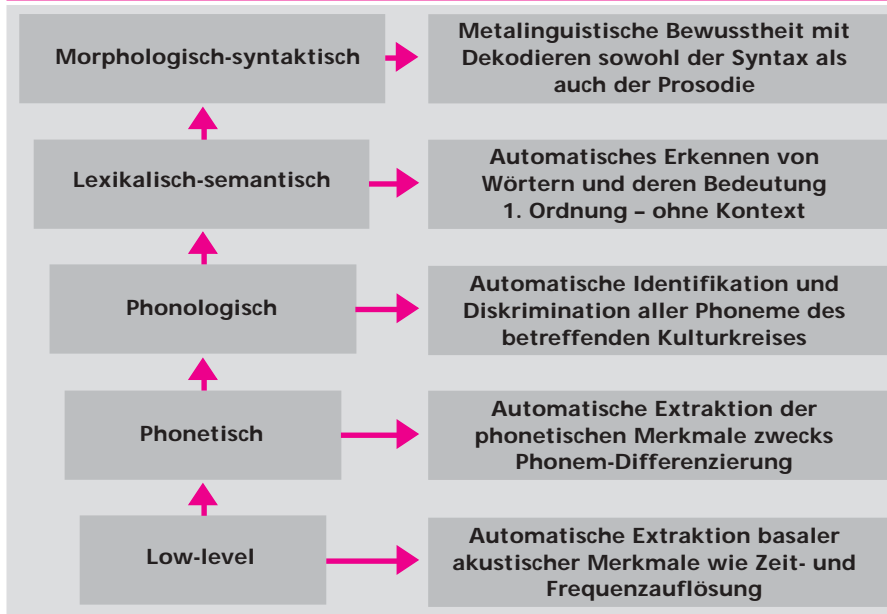 Morphologisch-syntaktisch
Metalinguistische Bewusstheit mit
Dekodieren sowohl der Syntax als
auch der Prosodie
Lexikalisch-semantisch
Automatisches Erkennen von
Wörtern und deren Bedeutung
1. Ordnung – ohne Kontext
Phonologisch
Automatische Identifikation und
Diskrimination aller Phoneme des
betreffenden Kulturkreises
Phonetisch
Automatische Extraktion der
phonetischen Merkmale zwecks
Phonem-Differenzierung
Low-level
Automatische Extraktion basaler
akustischer Merkmale wie Zeit- und
Frequenzauflösung